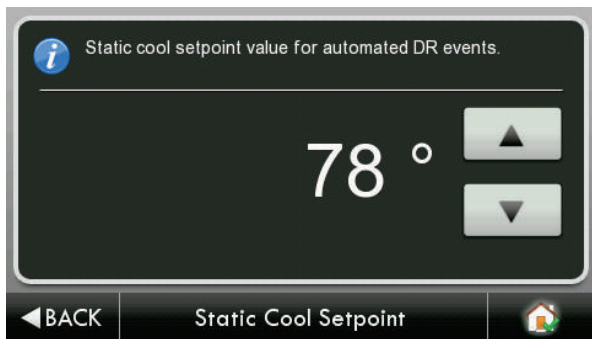 Static cool setpoint value for automated DR events.
78 °
BACK
Static Cool Setpoint